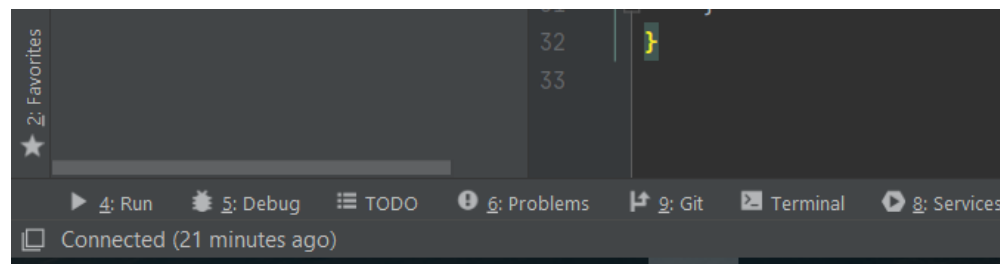 2: Favorites
32
}
33
4: Run 5: Debug TODO 6: Problems 9: Git Terminal 8: Services
Connected (21 minutes ago)